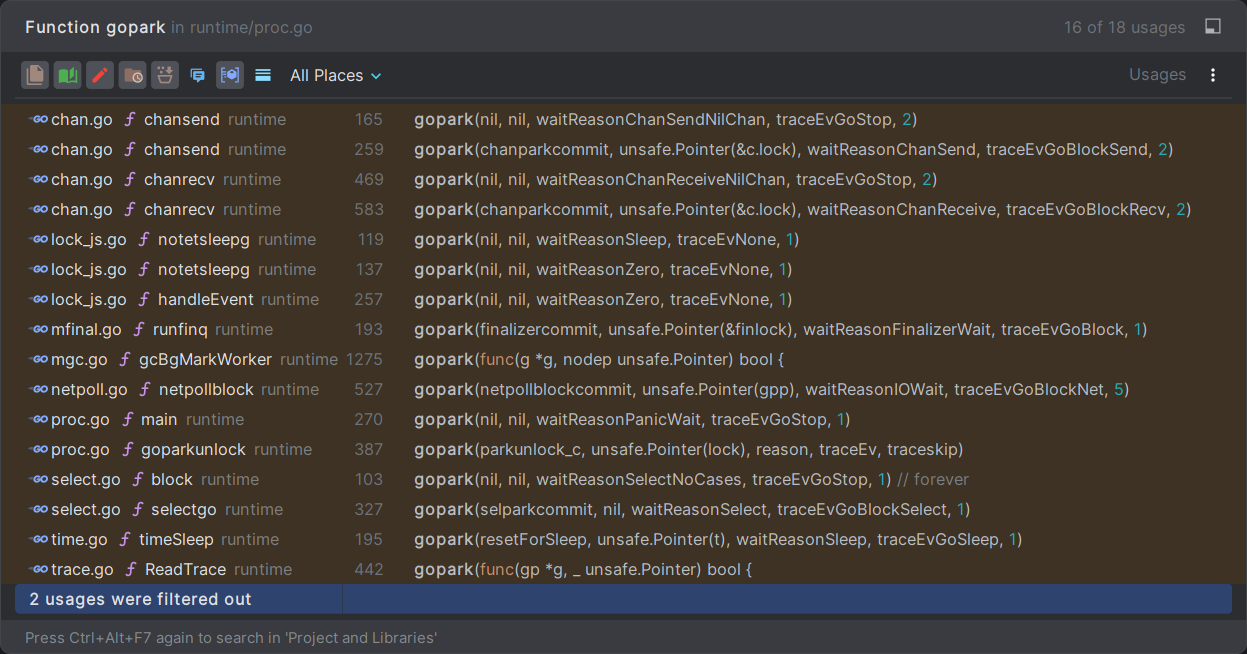 Function gopark in runtime/proc.go 16 of 18 usages
All Places Usages
chan.go f chansend runtime 165 gopark(nil, nil, waitReasonChanSendNilChan, traceEvGoStop, 2)
chan.go f chansend runtime 259 gopark(chanparkcommit, unsafe.Pointer(&c.lock), waitReasonChanSend, traceEvGoBlockSend, 2)
chan.go f chanrecv runtime 469 gopark(nil, nil, waitReasonChanReceiveNilChan, traceEvGoStop, 2)
chan.go f chanrecv runtime 583 gopark(chanparkcommit, unsafe.Pointer(&c.lock), waitReasonChanReceive, traceEvGoBlockRecv, 2)
lock_js.go f notetsleepg runtime 119 gopark(nil, nil, waitReasonSleep, traceEvNone, 1)
lock_js.go f notetsleepg runtime 137 gopark(nil, nil, waitReasonZero, traceEvNone, 1)
lock_js.go f handleEvent runtime 257 gopark(nil, nil, waitReasonZero, traceEvNone, 1)
mfinal.go f runfinq runtime 193 gopark(finalizercommit, unsafe.Pointer(&finlock), waitReasonFinalizerWait, traceEvGoBlock, 1)
mgc.go f gcBgMarkWorker runtime 1275 gopark(func(g *g, nodep unsafe.Pointer) bool {
netpoll.go f netpollblock runtime 527 gopark(netpollblockcommit, unsafe.Pointer(gpp), waitReasonIOWait, traceEvGoBlockNet, 5)
proc.go f main runtime 270 gopark(nil, nil, waitReasonPanicWait, traceEvGoStop, 1)
proc.go f goparkunlock runtime 387 gopark(parkunlock_c, unsafe.Pointer(lock), reason, traceEv, traceskip)
select.go f block runtime 103 gopark(nil, nil, waitReasonSelectNoCases, traceEvGoStop, 1) // forever
select.go f selectgo runtime 327 gopark(selparkcommit, nil, waitReasonSelect, traceEvGoBlockSelect, 1)
time.go f timeSleep runtime 195 gopark(resetForSleep, unsafe.Pointer(t), waitReasonSleep, traceEvGoSleep, 1)
trace.go f ReadTrace runtime 442 gopark(func(gp *g, _ unsafe.Pointer) bool {
2 usages were filtered out
Press Ctrl+Alt+F7 again to search in 'Project and Libraries'